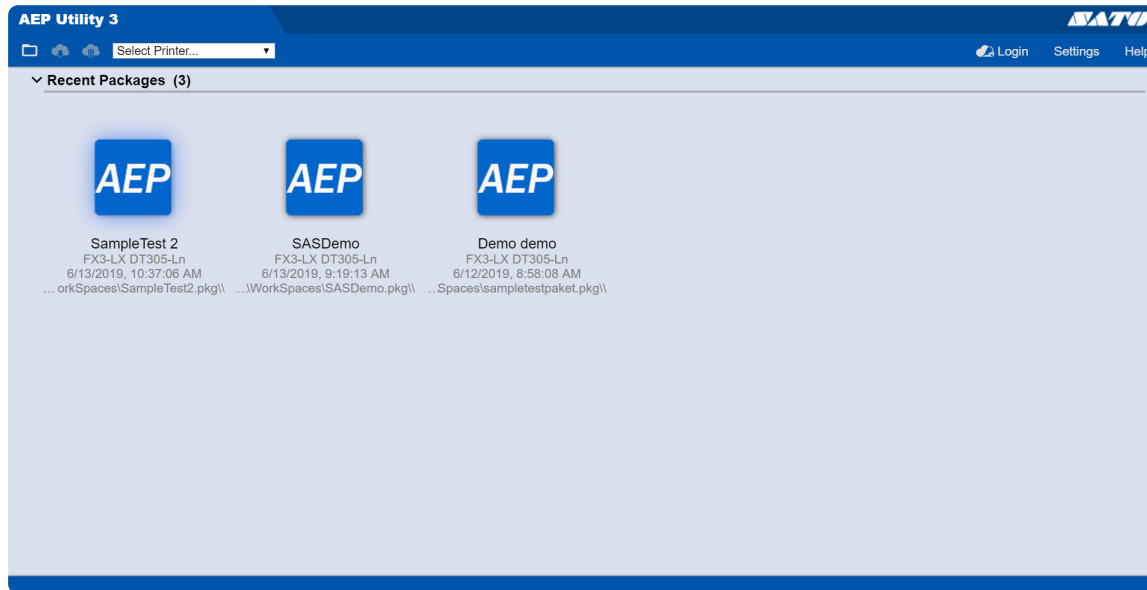 AEP Utility 3
SATO
Select Printer...
Login Settings Help
Recent Packages (3)
AEP AEP AEP
SampleTest 2 SASDemo Demo demo
FX3-LX DT305-Ln FX3-LX DT305-Ln FX3-LX DT305-Ln
6/13/2019, 10:37:06 AM 6/13/2019, 9:19:13 AM 6/12/2019, 8:58:08 AM
... orkSpaces\SampleTest2.pkg\\ ...\WorkSpaces\SASDemo.pkg\\ ...Spaces\sampletestpaket.pkg\\